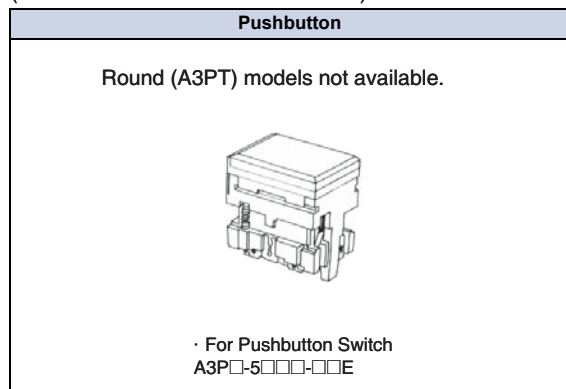 Pushbutton
Round (A3PT) models not available.
· For Pushbutton Switch
A3P□-5□□□-□□E